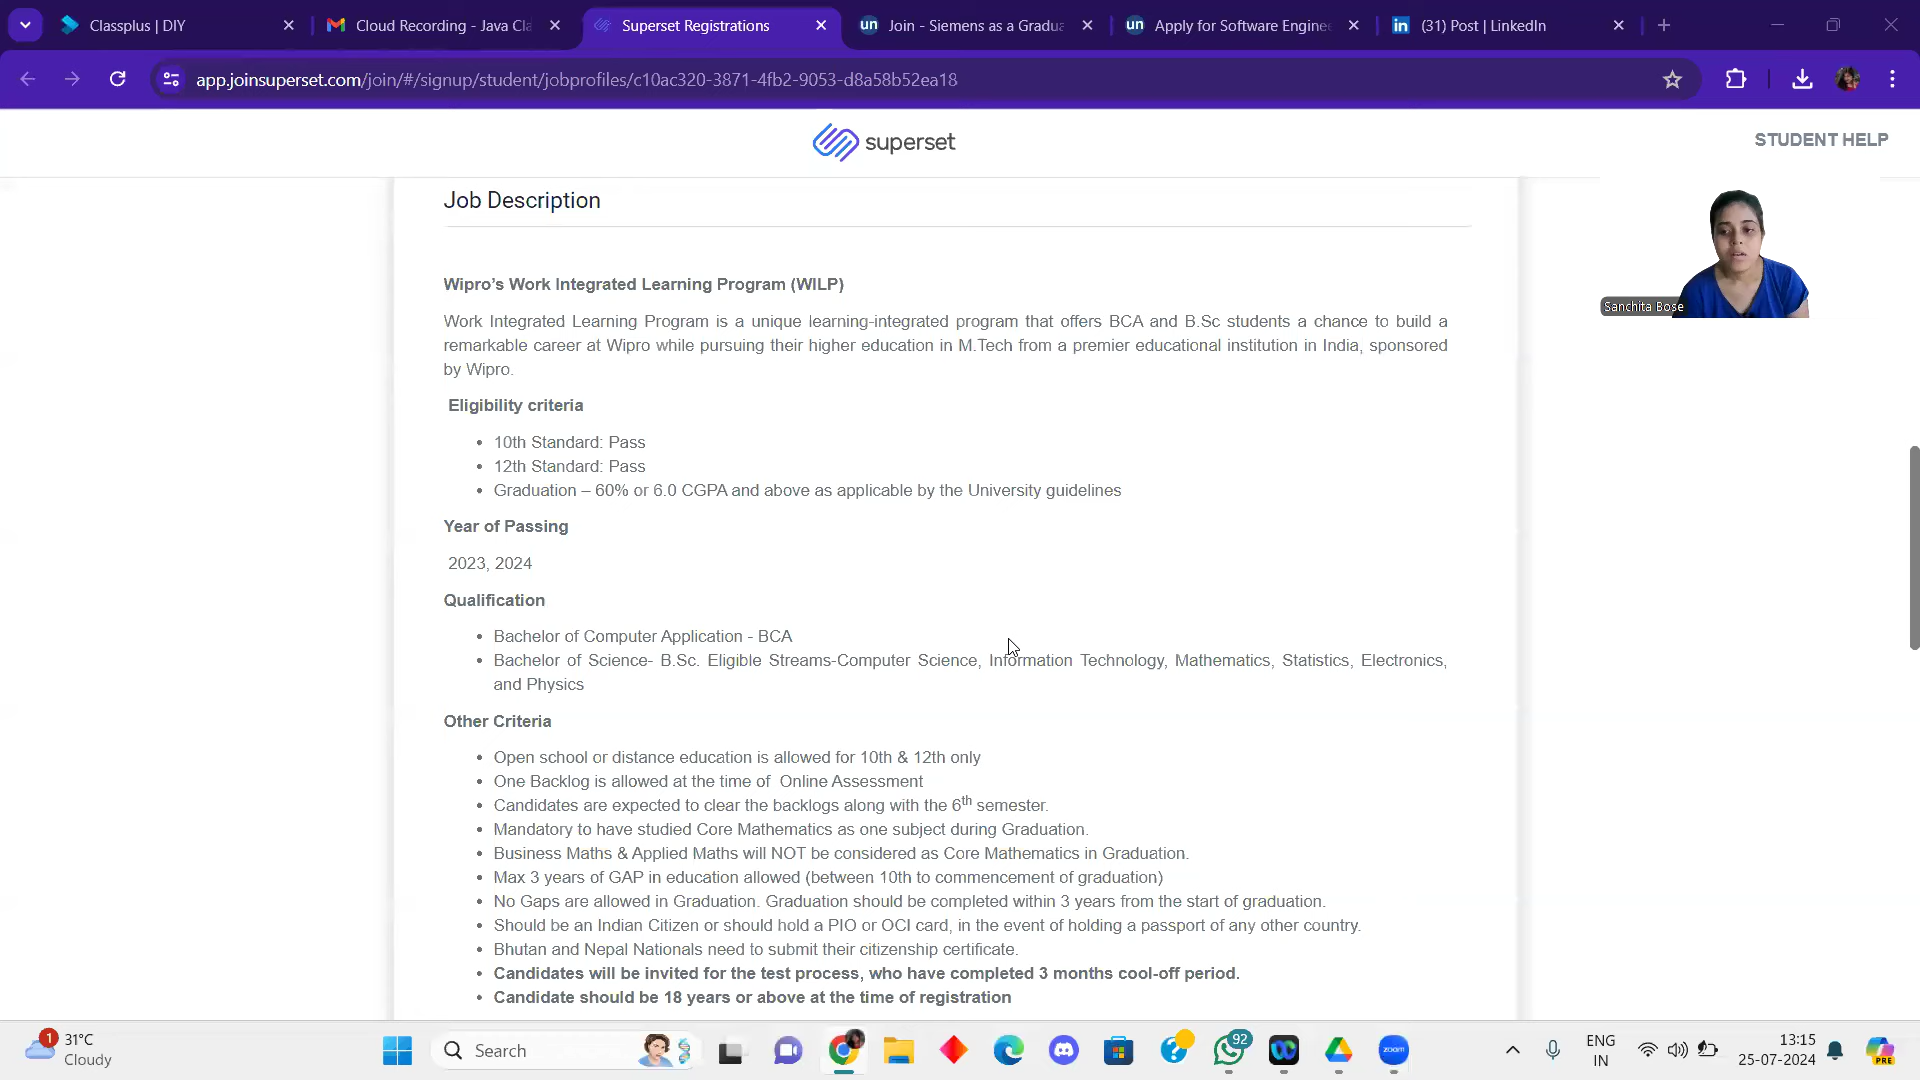 Classplus | DIY
Cloud Recording - Java Cla
Superset Registrations
un Join - Siemens as a Gradua
un Apply for Software Enginee
in (31) Post | LinkedIn
app.joinsuperset.com/join/#/signup/student/jobprofiles/c10ac320-3871-4fb2-9053-d8a58b52ea18
superset
STUDENT HELP
Job Description
Sanchita Bose
Wipro’s Work Integrated Learning Program (WILP)
Work Integrated Learning Program is a unique learning-integrated program that offers BCA and B.Sc students a chance to build a
remarkable career at Wipro while pursuing their higher education in M.Tech from a premier educational institution in India, sponsored
by Wipro.
Eligibility criteria
• 10th Standard: Pass
• 12th Standard: Pass
• Graduation – 60% or 6.0 CGPA and above as applicable by the University guidelines
Year of Passing
2023, 2024
Qualification
• Bachelor of Computer Application - BCA
• Bachelor of Science- B.Sc. Eligible Streams-Computer Science, Information Technology, Mathematics, Statistics, Electronics,
and Physics
Other Criteria
• Open school or distance education is allowed for 10th & 12th only
• One Backlog is allowed at the time of Online Assessment
• Candidates are expected to clear the backlogs along with the 6th semester.
• Mandatory to have studied Core Mathematics as one subject during Graduation.
• Business Maths & Applied Maths will NOT be considered as Core Mathematics in Graduation.
• Max 3 years of GAP in education allowed (between 10th to commencement of graduation)
• No Gaps are allowed in Graduation. Graduation should be completed within 3 years from the start of graduation.
• Should be an Indian Citizen or should hold a PIO or OCI card, in the event of holding a passport of any other country.
• Bhutan and Nepal Nationals need to submit their citizenship certificate.
• Candidates will be invited for the test process, who have completed 3 months cool-off period.
• Candidate should be 18 years or above at the time of registration
1
31°C
Cloudy
Search
92
zoom
ENG
IN
13:15
25-07-2024
PRE